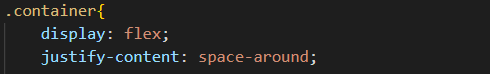 .container{
    display: flex;
    justify-content: space-around;